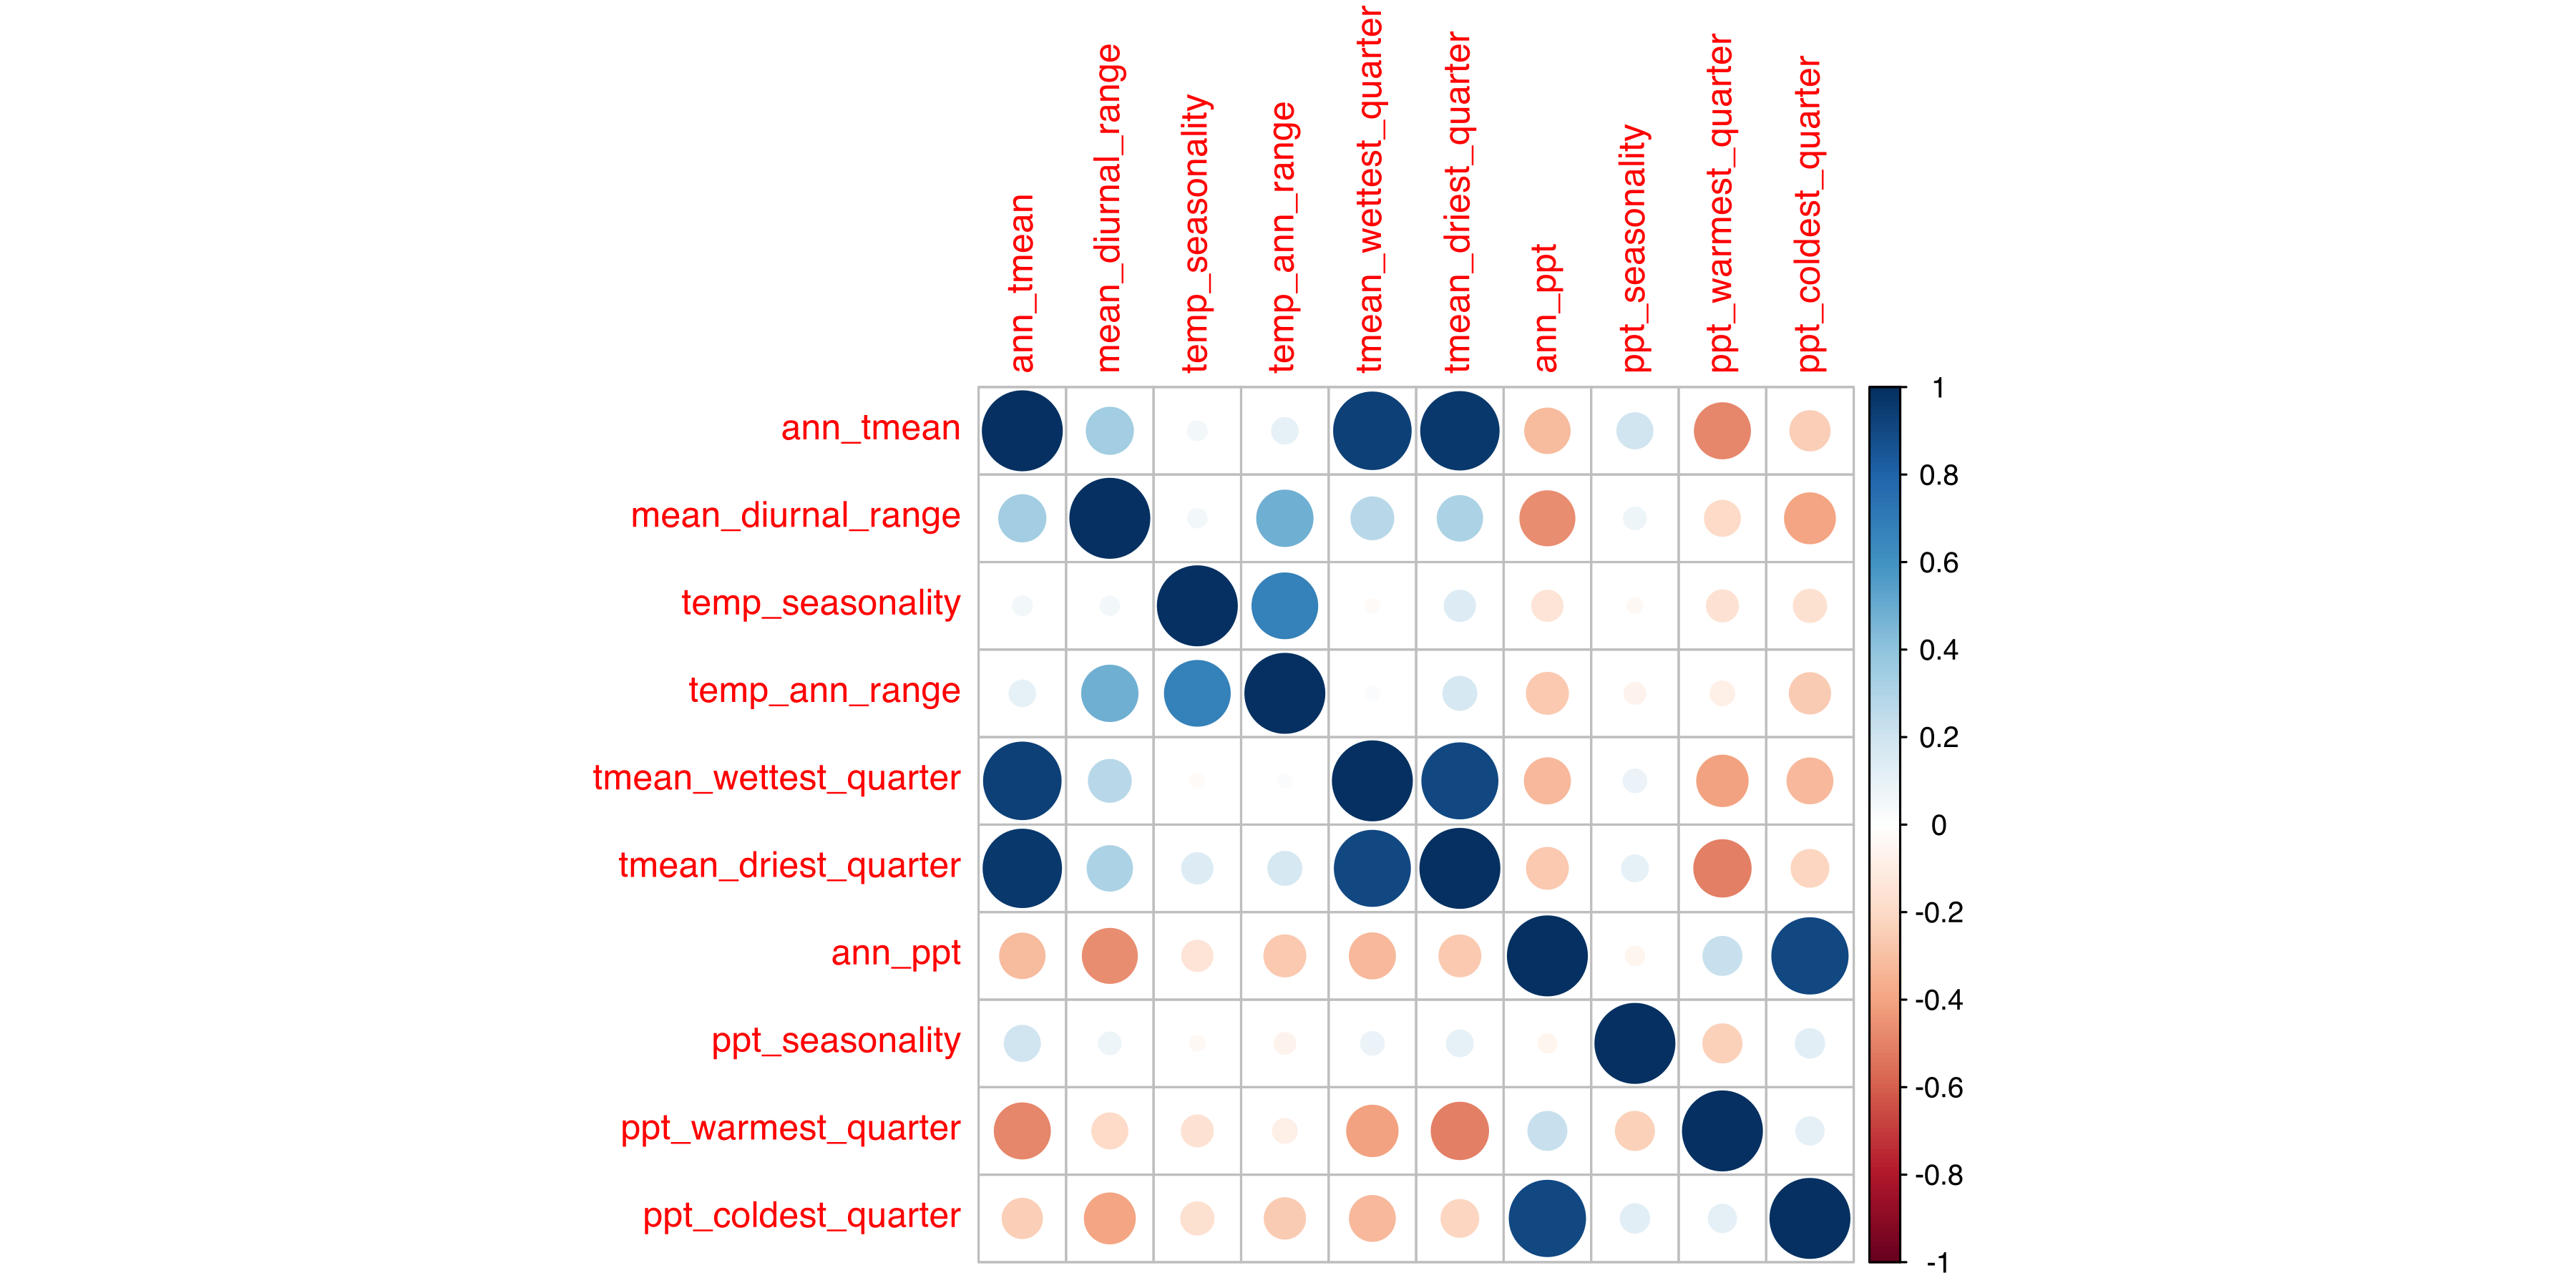 ann_tmean
mean_diurnal_range
temp_seasonality
temp_ann_range
tmean_wettest_quarter
tmean_driest_quarter
ann_ppt
ppt_seasonality
ppt_warmest_quarter
ppt_coldest_quarter
ann_tmean
mean_diurnal_range
temp_seasonality
temp_ann_range
tmean_wettest_quarter
tmean_driest_quarter
ann_ppt
ppt_seasonality
ppt_warmest_quarter
ppt_coldest_quarter
1
0.8
0.6
0.4
0.2
0
-0.2
-0.4
-0.6
-0.8
-1